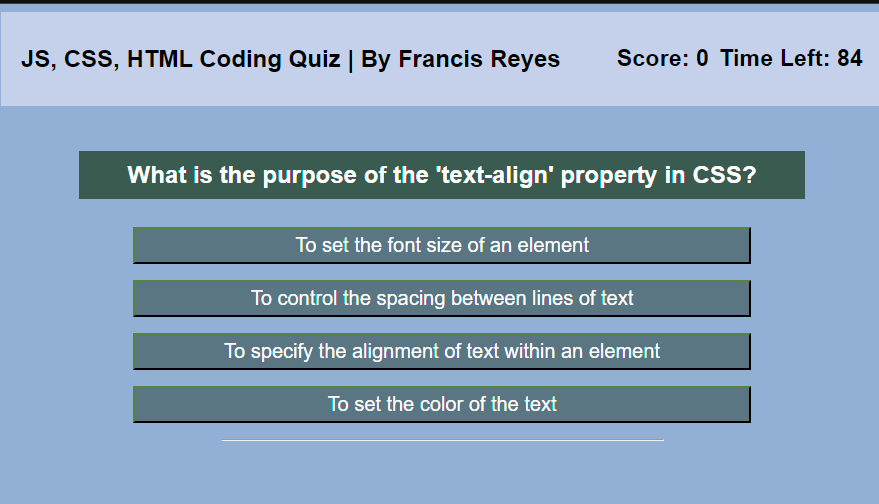 JS, CSS, HTML Coding Quiz | By Francis Reyes
Score: 0 Time Left: 84
What is the purpose of the 'text-align' property in CSS?
To set the font size of an element
To control the spacing between lines of text
To specify the alignment of text within an element
To set the color of the text